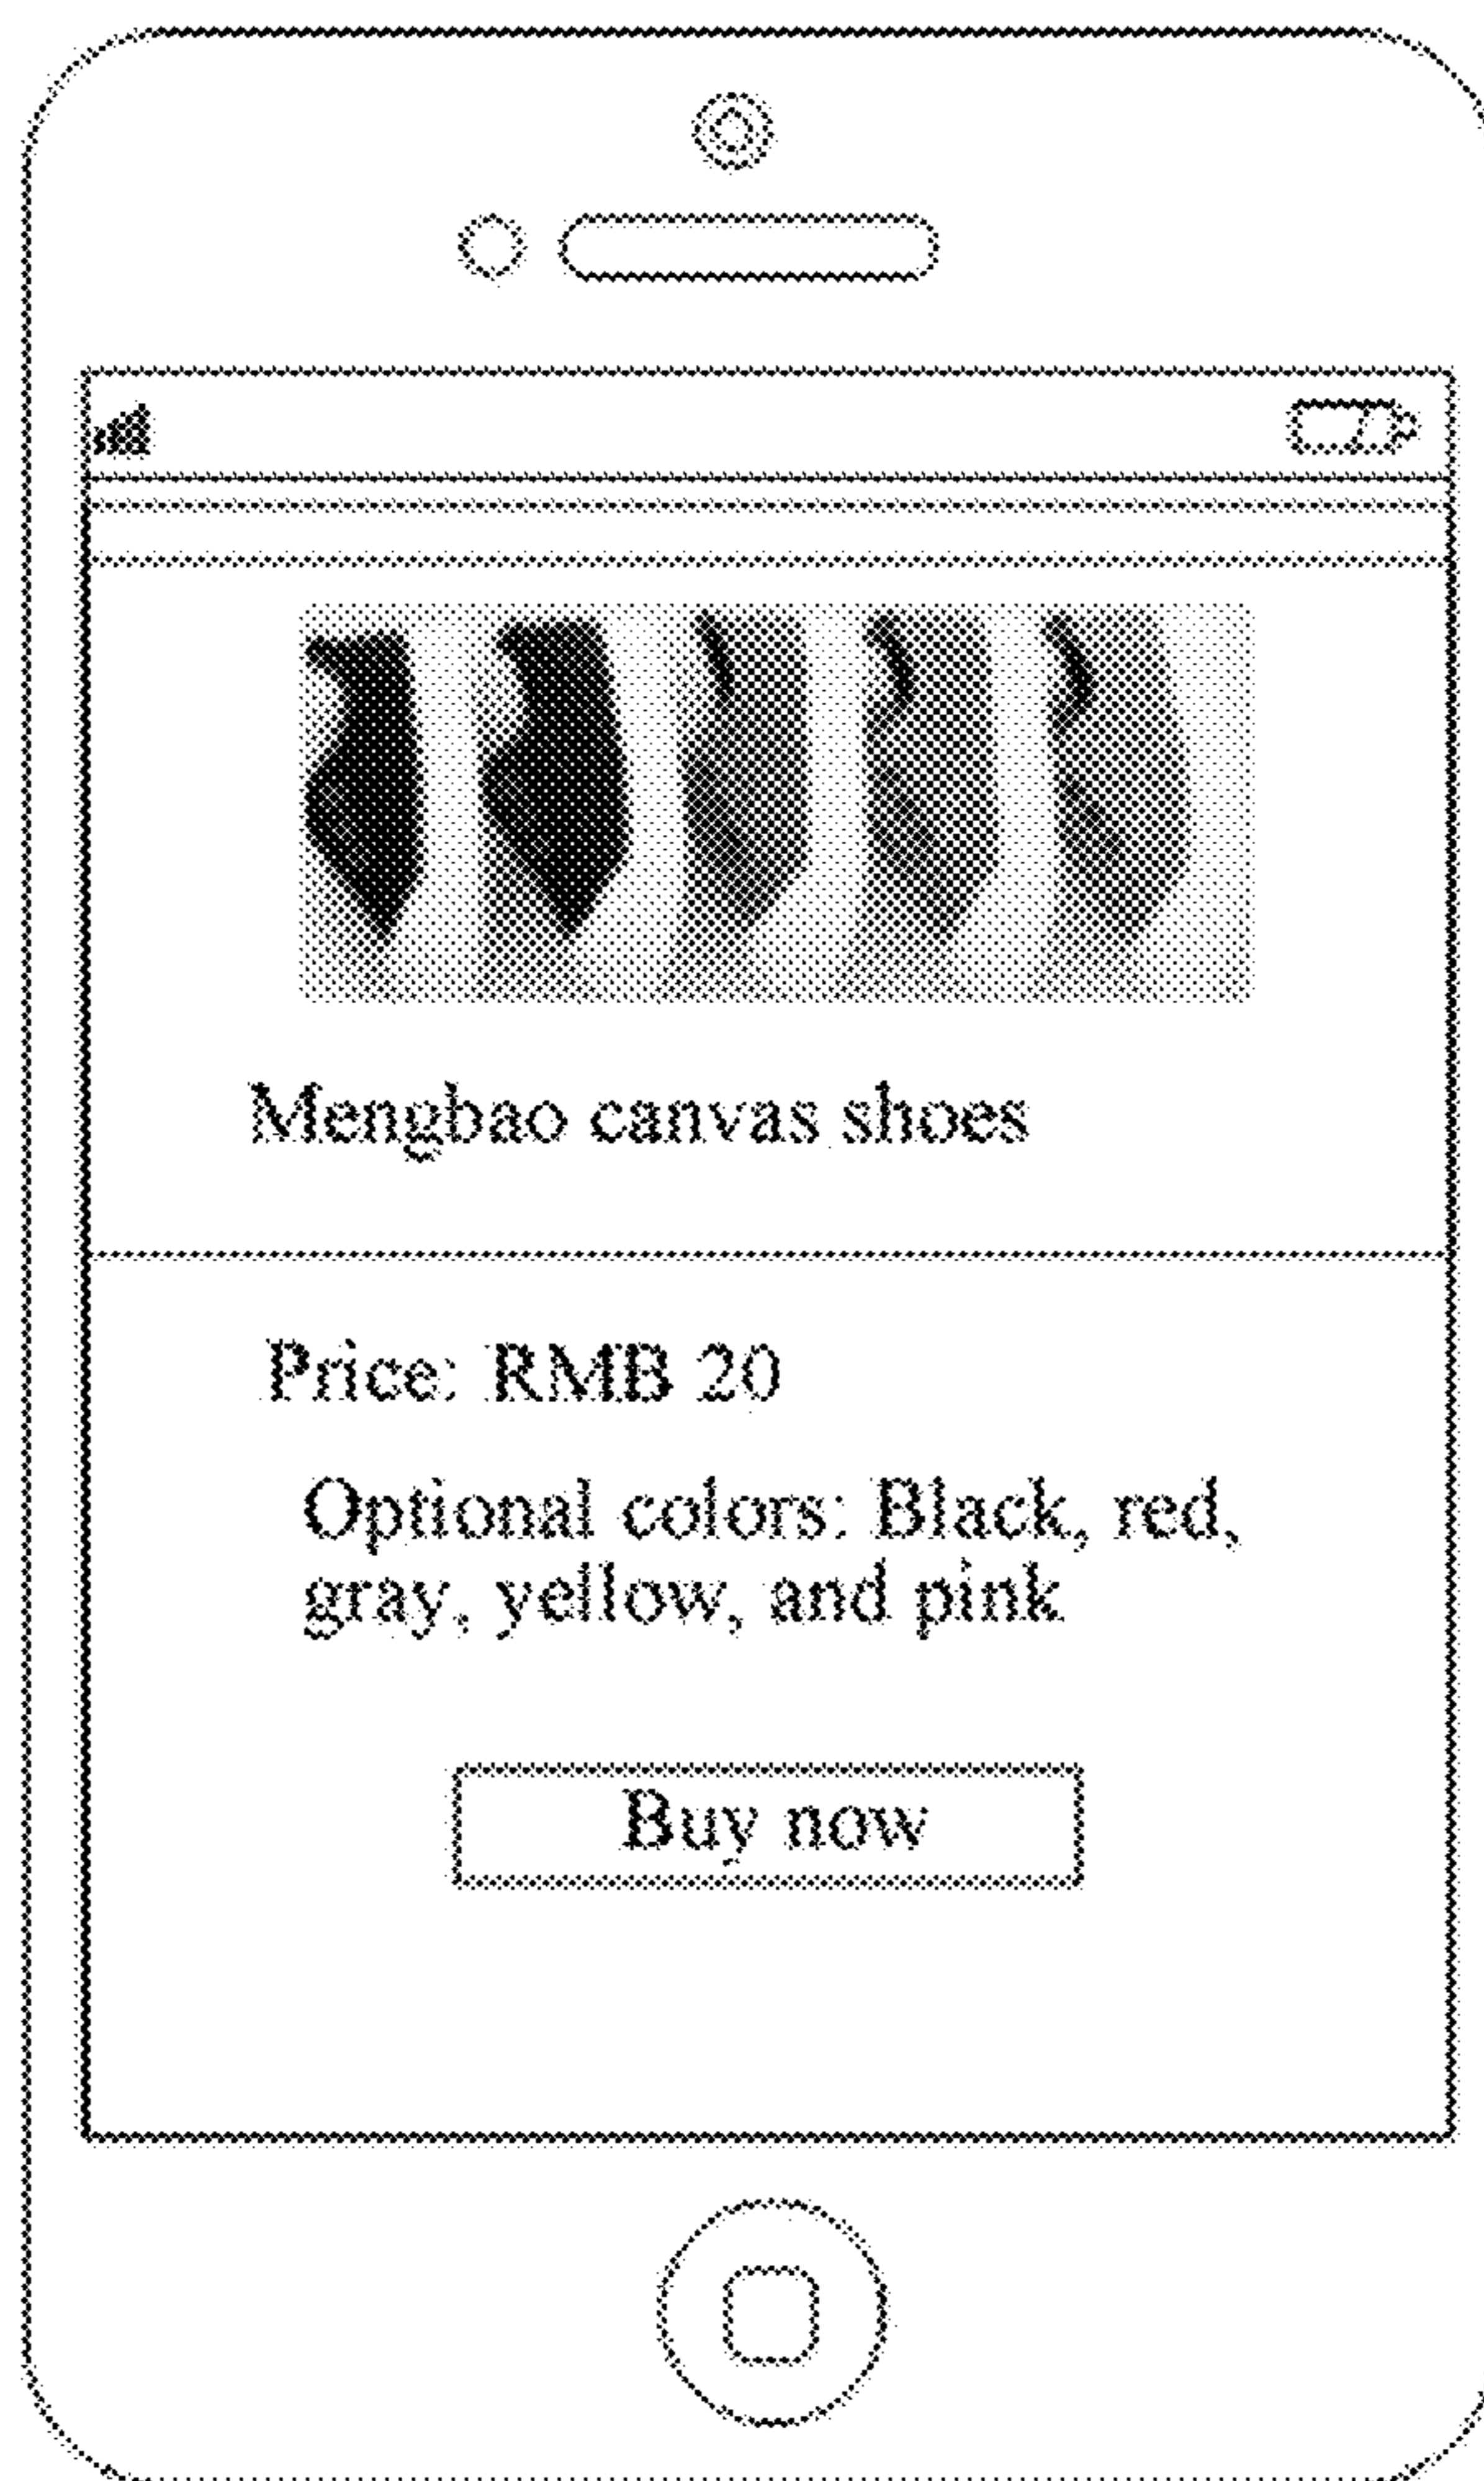 Mengbao canvas shoes
Price: RMB 20
Optional colors: Black, red,
gray, yellow, and pink
Buy now